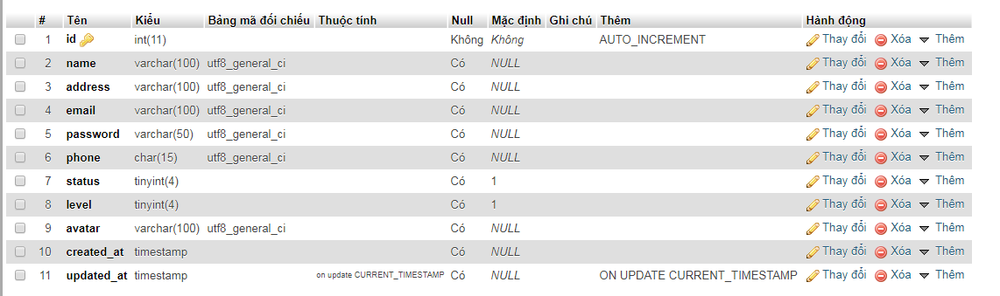 # Tên Kiểu Bảng mã đối chiếu Thuộc tính Null Mặc định Ghi chú Thêm Hành động
1 id int(11) Không Không AUTO_INCREMENT Thay đổi Xóa Thêm
2 name varchar(100) utf8_general_ci Có NULL Thay đổi Xóa Thêm
3 address varchar(100) utf8_general_ci Có NULL Thay đổi Xóa Thêm
4 email varchar(100) utf8_general_ci Có NULL Thay đổi Xóa Thêm
5 password varchar(50) utf8_general_ci Có NULL Thay đổi Xóa Thêm
6 phone char(15) utf8_general_ci Có NULL Thay đổi Xóa Thêm
7 status tinyint(4) Có 1 Thay đổi Xóa Thêm
8 level tinyint(4) Có 1 Thay đổi Xóa Thêm
9 avatar varchar(100) utf8_general_ci Có NULL Thay đổi Xóa Thêm
10 created_at timestamp Có NULL Thay đổi Xóa Thêm
11 updated_at timestamp on update CURRENT_TIMESTAMP Có NULL ON UPDATE CURRENT_TIMESTAMP Thay đổi Xóa Thêm